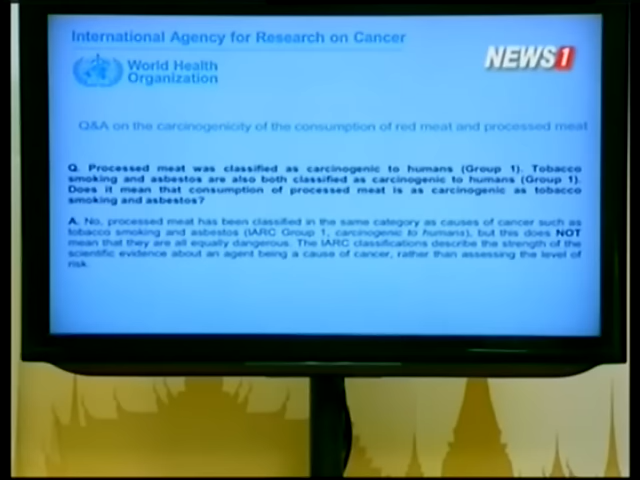 International Agency for Research on Cancer
World Health
Organization
NEWS1
Q&A on the carcinogenicity of the consumption of red meat and processed meat
Q. Processed meat was classified as carcinogenic to humans (Group 1). Tobacco
smoking and asbestos are also both classified as carcinogenic to humans (Group 1).
Does it mean that consumption of processed meat is as carcinogenic as tobacco
smoking and asbestos?
A. No, processed meat has been classified in the same category as causes of cancer such as
tobacco smoking and asbestos (IARC Group 1, carcinogenic to humans), but this does NOT
mean that they are all equally dangerous. The IARC classifications describe the strength of the
scientific evidence about an agent being a cause of cancer, rather than assessing the level of
risk.